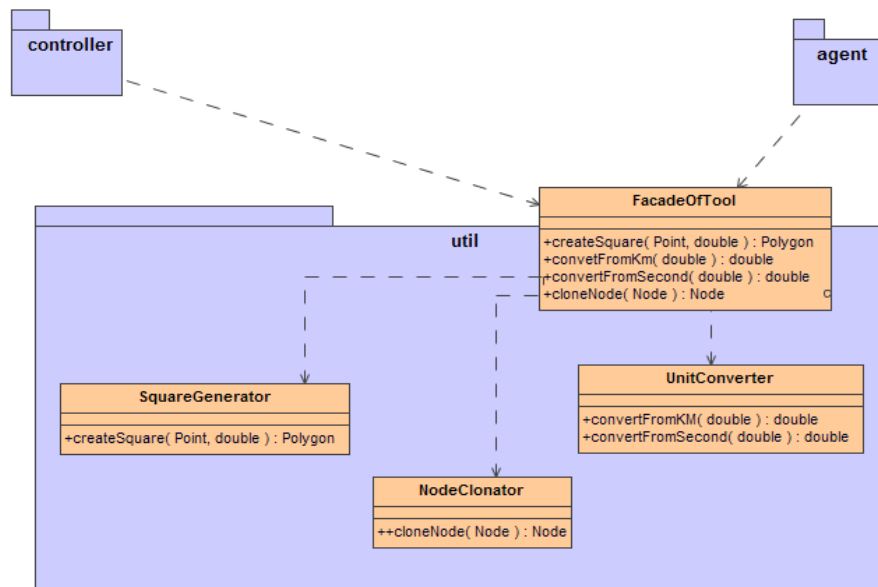 controller
agent
FacadeOfTool
util
+createSquare( Point, double ) : Polygon
+convetFromKm( double ) : double
+convertFromSecond( double ) : double
+cloneNode( Node ) : Node
SquareGenerator
+createSquare( Point, double ) : Polygon
UnitConverter
+convertFromKM( double ) : double
+convertFromSecond( double ) : double
NodeClonator
++cloneNode( Node ) : Node